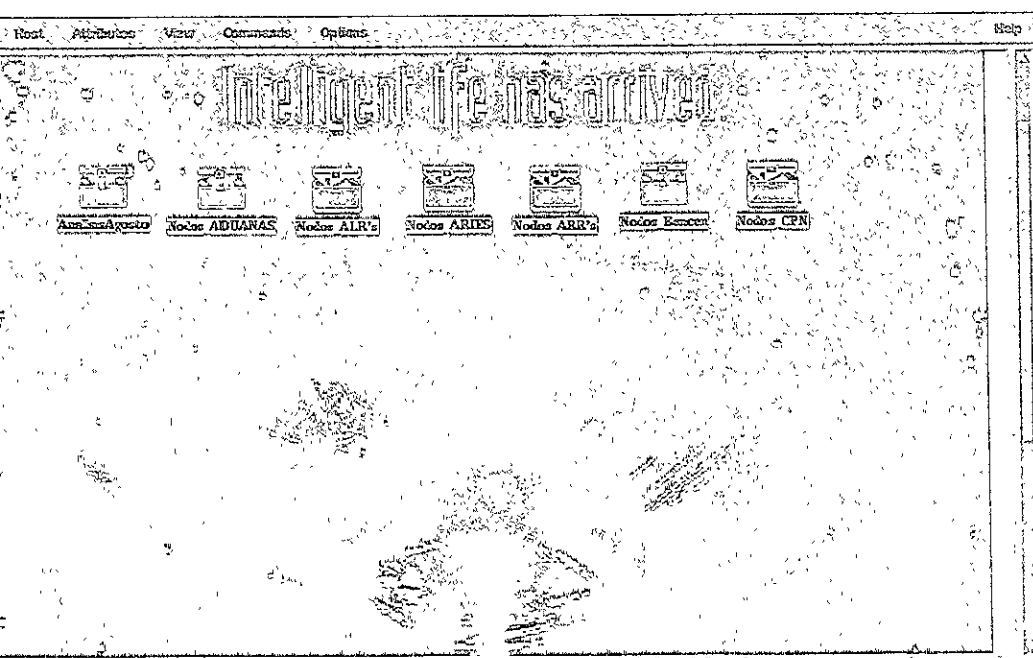 Host Attributes View Commands Options Help
Intelligent life has arrived
AnalisisAgosto Nodos ADUANAS Nodos ALR's Nodos ARIES Nodos ARR's Nodos Bancen Nodos CPN